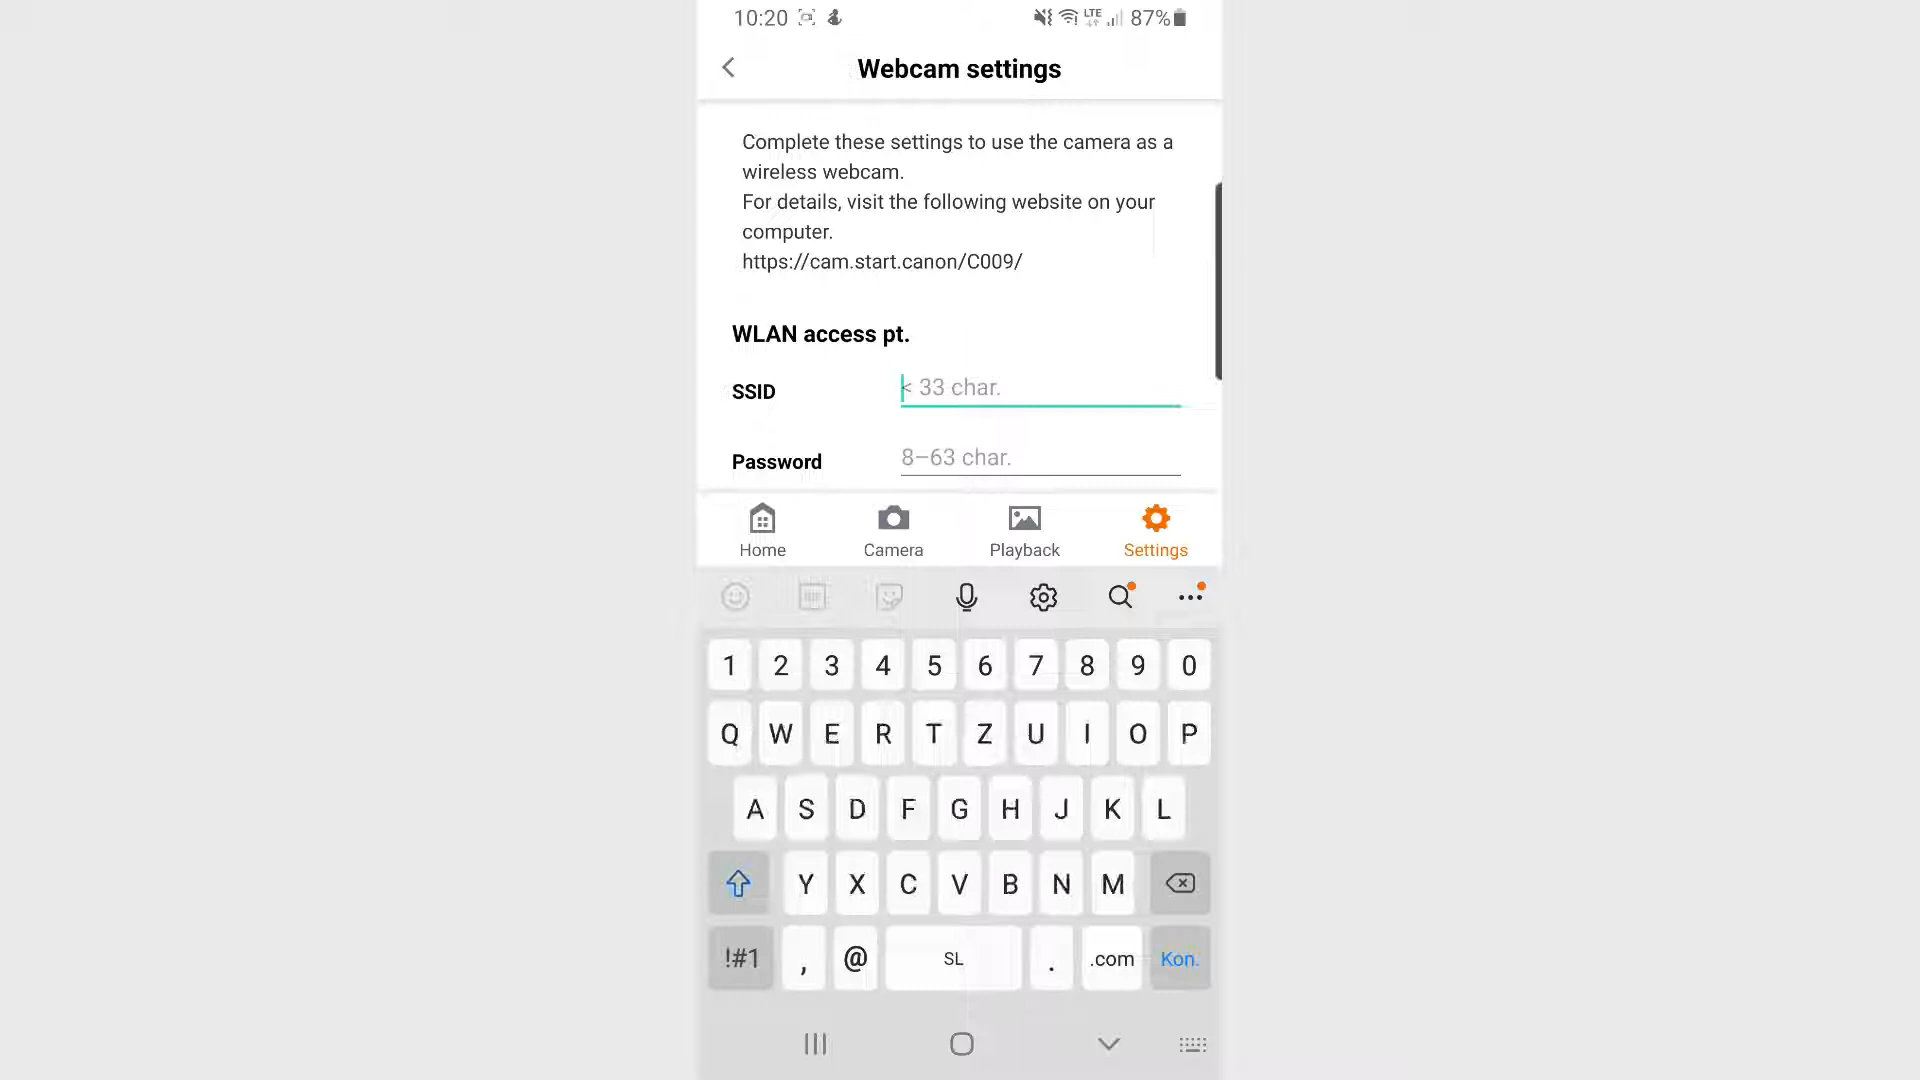 10:20 LTE 87%
Webcam settings
Complete these settings to use the camera as a
wireless webcam.
For details, visit the following website on your
computer.
https://cam.start.canon/C009/
WLAN access pt.
SSID < 33 char.
Password 8–63 char.
Home Camera Playback Settings
1 2 3 4 5 6 7 8 9 0
Q W E R T Z U I O P
A S D F G H J K L
Y X C V B N M
!#1 , @ SL . .com Kon.